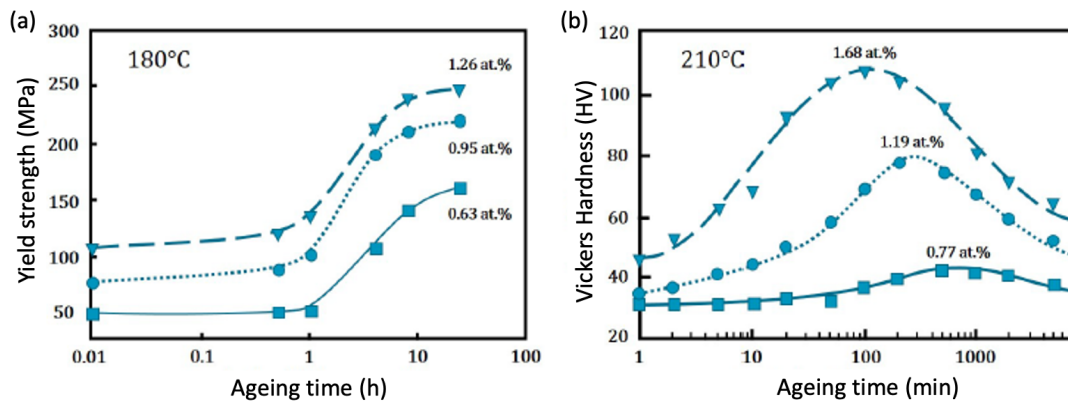 (a)
300
250
200
150
100
50
Yield strength (MPa)
180°C
1.26 at.%
0.95 at.%
0.63 at.%
0.01
0.1
1
10
100
Ageing time (h)
(b)
120
100
80
60
40
20
Vickers Hardness (HV)
210°C
1.68 at.%
1.19 at.%
0.77 at.%
1
10
100
1000
Ageing time (min)